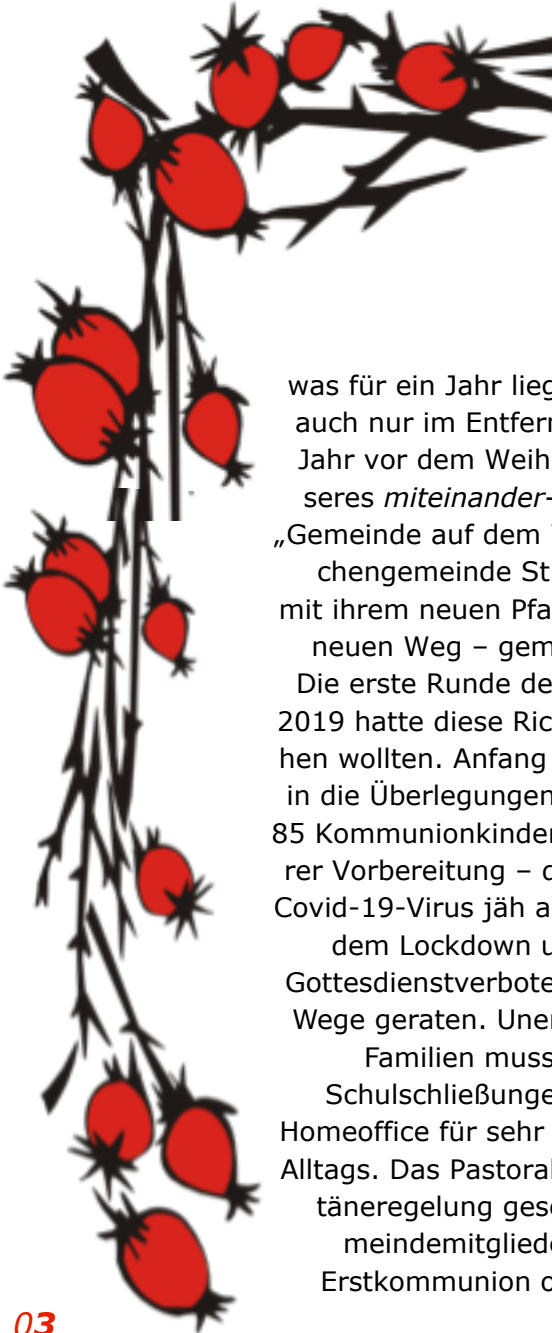 was für ein Jahr lieg
auch nur im Entfern
Jahr vor dem Weih
seres miteinander-
„Gemeinde auf dem
chengemeinde St
mit ihrem neuen Pfa
neuen Weg – gem
Die erste Runde de
2019 hatte diese Ric
hen wollten. Anfang
in die Überlegungen
85 Kommunionkinder
rer Vorbereitung –
Covid-19-Virus jäh a
dem Lockdown u
Gottesdienstverbote
Wege geraten. Uner
Familien muss
Schulschließunge
Homeoffice für sehr
Alltags. Das Pastoral
täneregelung gese
meindemitgliede
Erstkommunion o
03